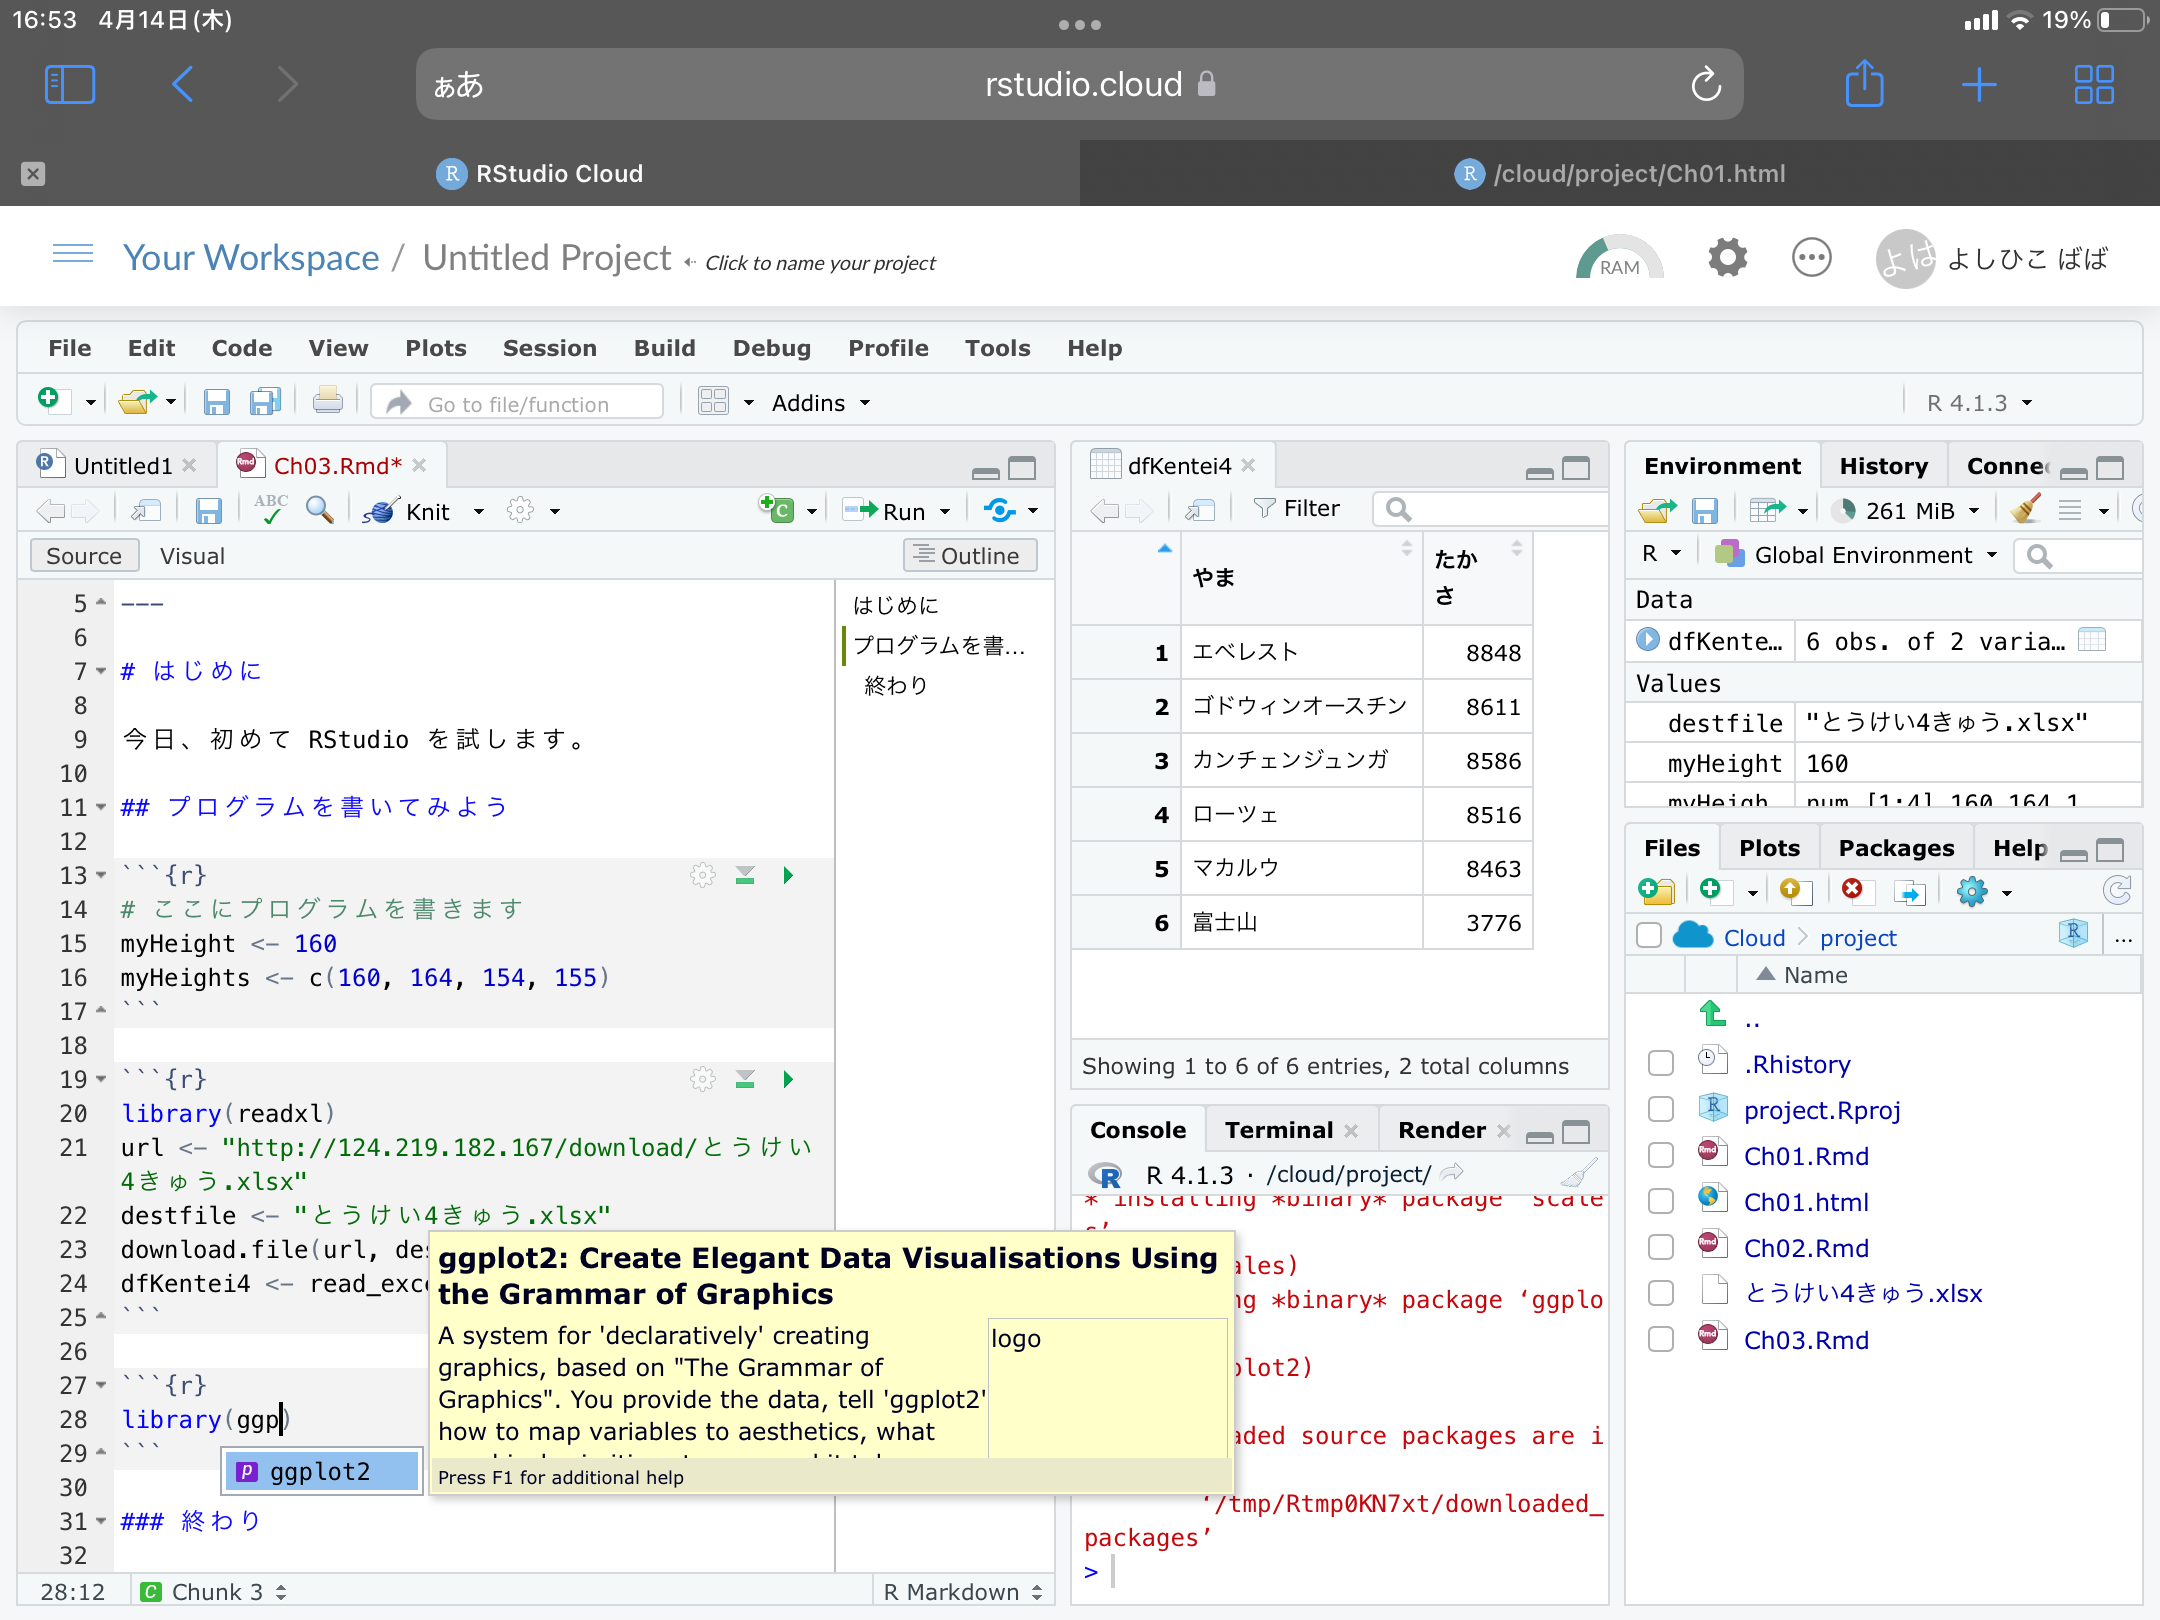 16:53 4月14日(木)
19%
ぁあ rstudio.cloud
RStudio Cloud
/cloud/project/Ch01.html
Your Workspace / Untitled Project Click to name your project
RAM
よは よしひこ ばば
File Edit Code View Plots Session Build Debug Profile Tools Help
Go to file/function Addins R 4.1.3
Untitled1 Ch03.Rmd*
ABC Knit Run
Source Visual Outline
5 ---
6
7 # はじめに
8
9 今日、初めて RStudio を試します。
10
11 ## プログラムを書いてみよう
12
13 ```{r}
14 # ここにプログラムを書きます
15 myHeight <- 160
16 myHeights <- c(160, 164, 154, 155)
17 ```
18
19 ```{r}
20 library(readxl)
21 url <- "http://124.219.182.167/download/とうけい
4きゅう.xlsx"
22 destfile <- "とうけい4きゅう.xlsx"
23 download.file(url, des
24 dfKentei4 <- read_exc
25 ```
26
27 ```{r}
28 library(ggp)
29 ```
30
31 ### 終わり
32
ggplot2
ggplot2: Create Elegant Data Visualisations Using
the Grammar of Graphics
A system for 'declaratively' creating
graphics, based on "The Grammar of
Graphics". You provide the data, tell 'ggplot2'
how to map variables to aesthetics, what
logo
Press F1 for additional help
28:12 Chunk 3 R Markdown
はじめに
プログラムを書...
終わり
dfKentei4
Filter
やま たか
さ
1 エベレスト 8848
2 ゴドウィンオースチン 8611
3 カンチェンジュンガ 8586
4 ローツェ 8516
5 マカルウ 8463
6 富士山 3776
Showing 1 to 6 of 6 entries, 2 total columns
Console Terminal Render
R 4.1.3 · /cloud/project/
* installing *binary* package ‘scale
s’
ales)
ng *binary* package ‘ggplo
plot2)
aded source packages are i
‘/tmp/Rtmp0KN7xt/downloaded_
packages’
>
Environment History Connec
261 MiB
R Global Environment
Data
dfKente… 6 obs. of 2 varia…
Values
destfile "とうけい4きゅう.xlsx"
myHeight 160
myHeigh num [1:4] 160 164 1
Files Plots Packages Help
Cloud project ...
Name
..
.Rhistory
project.Rproj
Ch01.Rmd
Ch01.html
Ch02.Rmd
とうけい4きゅう.xlsx
Ch03.Rmd